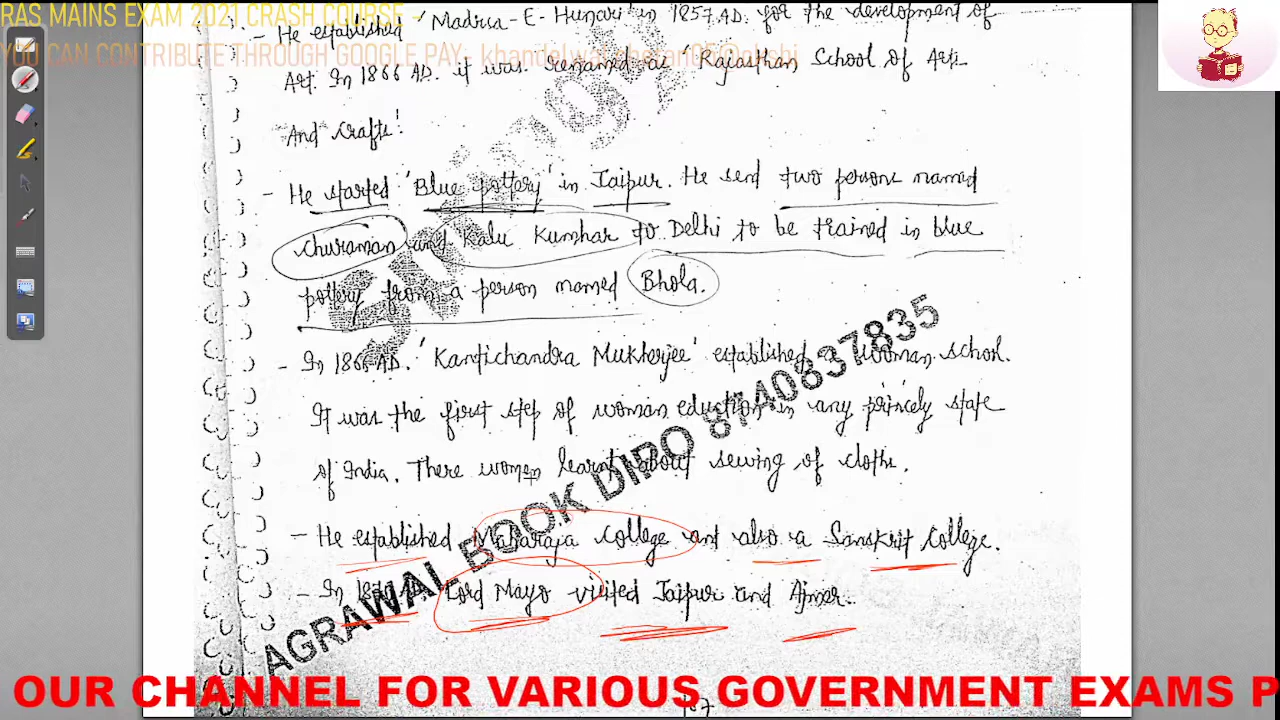 RAS MAINS EXAM 2021 CRASH COURSE -
YOU CAN CONTRIBUTE THROUGH GOOGLE PAY-
- He established 'Madrsa-E-Hunari in 1857 AD. for the development of
Art. In 1866 AD. it was renamed as 'Rajasthan School of Arts
And Crafts'.
- He started 'Blue pottery' in Jaipur. He send two persons named
Churaman and Kalu Kumhar to Delhi to be trained in blue
pottery from a person named Bhola.
- In 1866 AD. 'Kantichandra Mukherjee' established a woman school.
It was the first step of woman eduction in any princely state
of India. There women learnt about sewing of cloths.
- He established Maharaja College and also a Sanskrit College.
- In AD. Lord Mayo visited Jaipur and Ajmer.
AGRAWAL BOOK DIPO 8740837835
OUR CHANNEL FOR VARIOUS GOVERNMENT EXAMS P